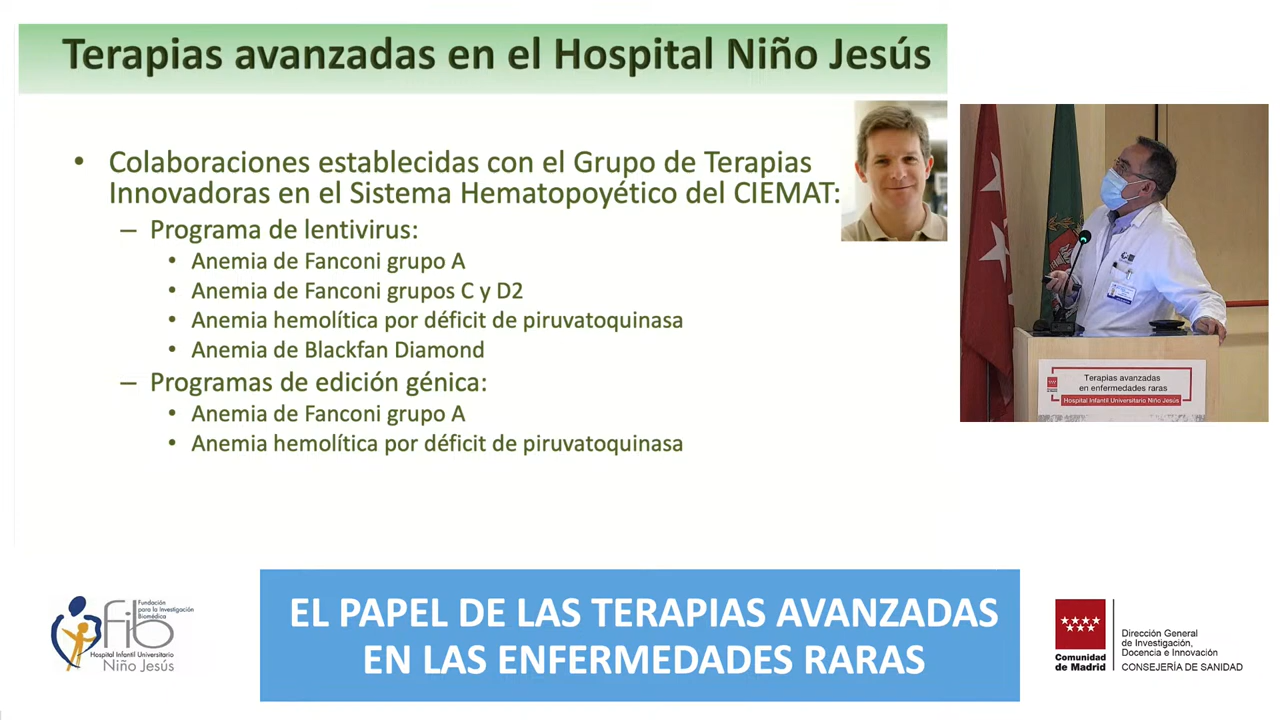 Terapias avanzadas en el Hospital Niño Jesús
• Colaboraciones establecidas con el Grupo de Terapias
Innovadoras en el Sistema Hematopoyético del CIEMAT:
– Programa de lentivirus:
• Anemia de Fanconi grupo A
• Anemia de Fanconi grupos C y D2
• Anemia hemolítica por déficit de piruvatoquinasa
• Anemia de Blackfan Diamond
– Programas de edición génica:
• Anemia de Fanconi grupo A
• Anemia hemolítica por déficit de piruvatoquinasa
Terapias avanzadas
en enfermedades raras
Hospital Infantil Universitario Niño Jesús
fib
Fundación
para la Investigación
Biomédica
Hospital Infantil Universitario
Niño Jesús
EL PAPEL DE LAS TERAPIAS AVANZADAS
EN LAS ENFERMEDADES RARAS
Comunidad
de Madrid
Dirección General
de Investigación,
Docencia e Innovación
CONSEJERÍA DE SANIDAD